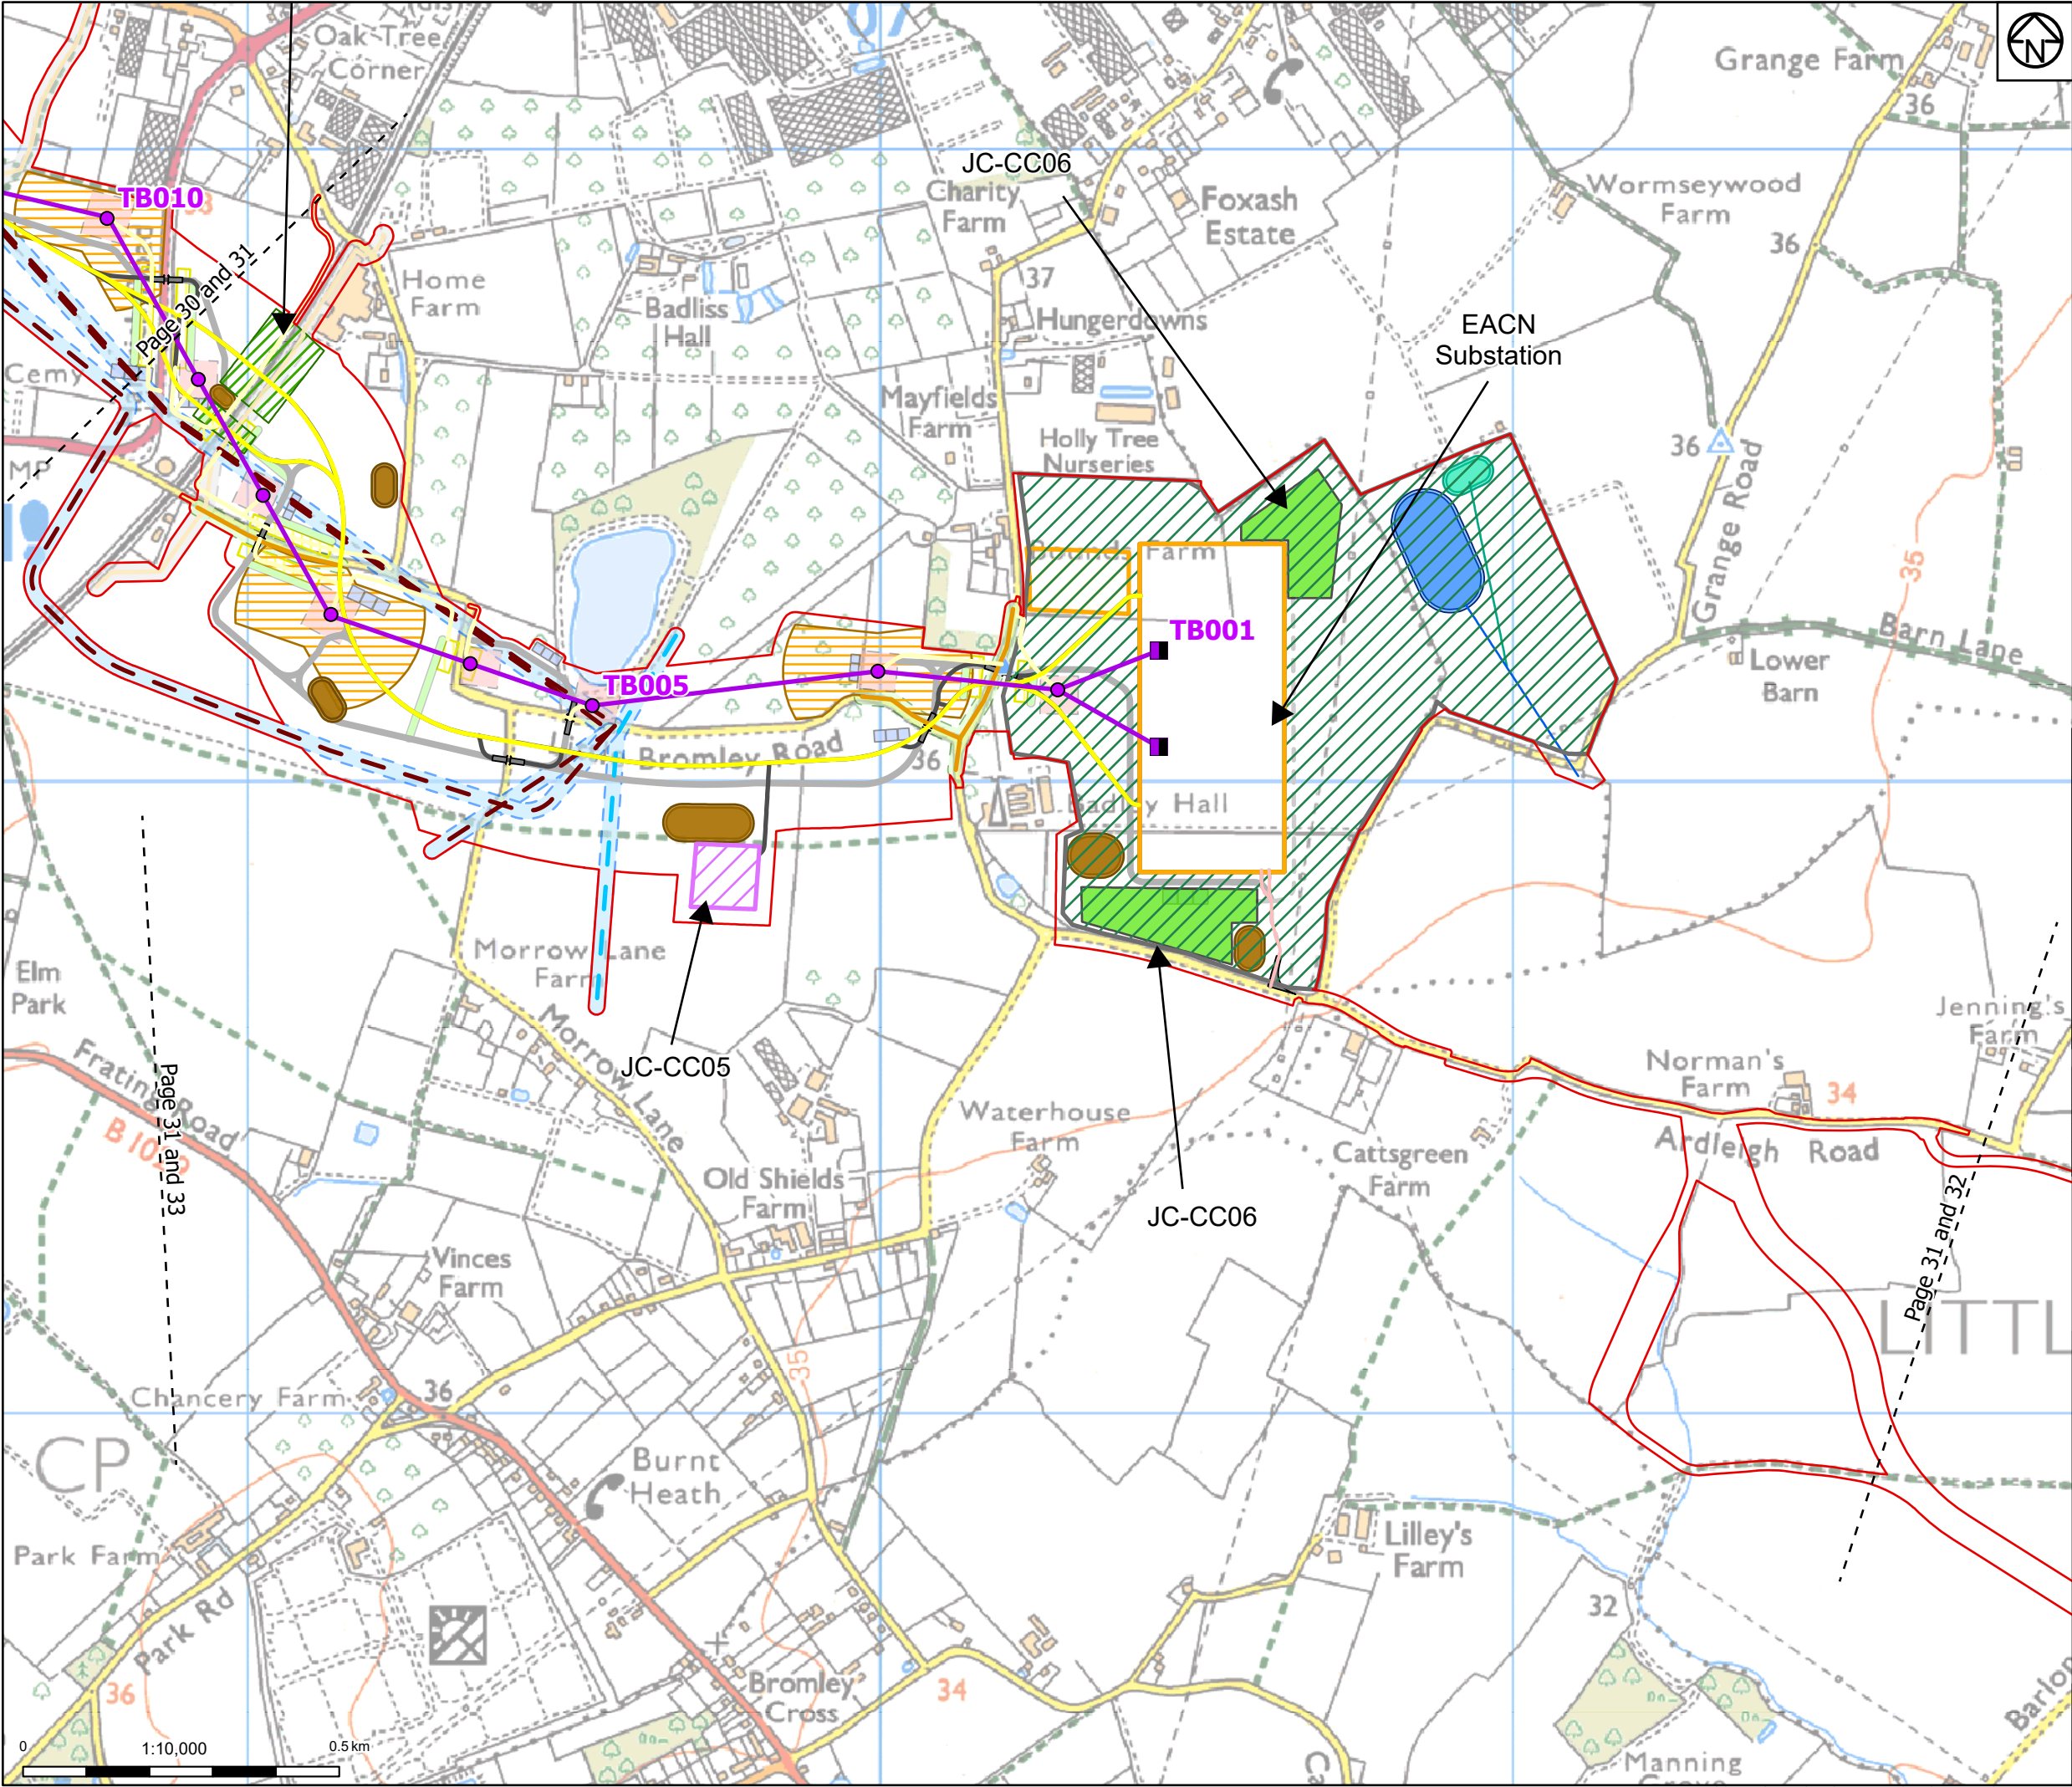 Oak Tree
Corner
07
Grange Farm
36
N
JC-CC06
Charity
Farm
Foxash
Estate
Wormseywood
Farm
36
TB010
33
Page 30 and 31
Home
Farm
37
Badliss
Hall
Hungerdowns
EACN
Substation
Cemy
Mayfields
Farm
Holly Tree
Nurseries
36
MP
Grange Road
35
Bounds Farm
TB001
Barn Lane
Lower
Barn
TB005
Bromley Road
36
Badley Hall
Morrow Lane
Farm
Elm
Park
Jenning's
Farm
JC-CC05
Morrow Lane
Frating Road
B 1029
Page 31 and 33
Norman's
Farm
34
Waterhouse
Farm
Ardleigh Road
Cattsgreen
Farm
Old Shields
Farm
JC-CC06
Page 31 and 32
Vinces
Farm
LITTL
35
Chancery Farm
36
CP
Burnt
Heath
Park Farm
Lilley's
Farm
32
Park Rd
36
Bromley
Cross
34
0
1:10,000
0.5 km
Manning
Grove